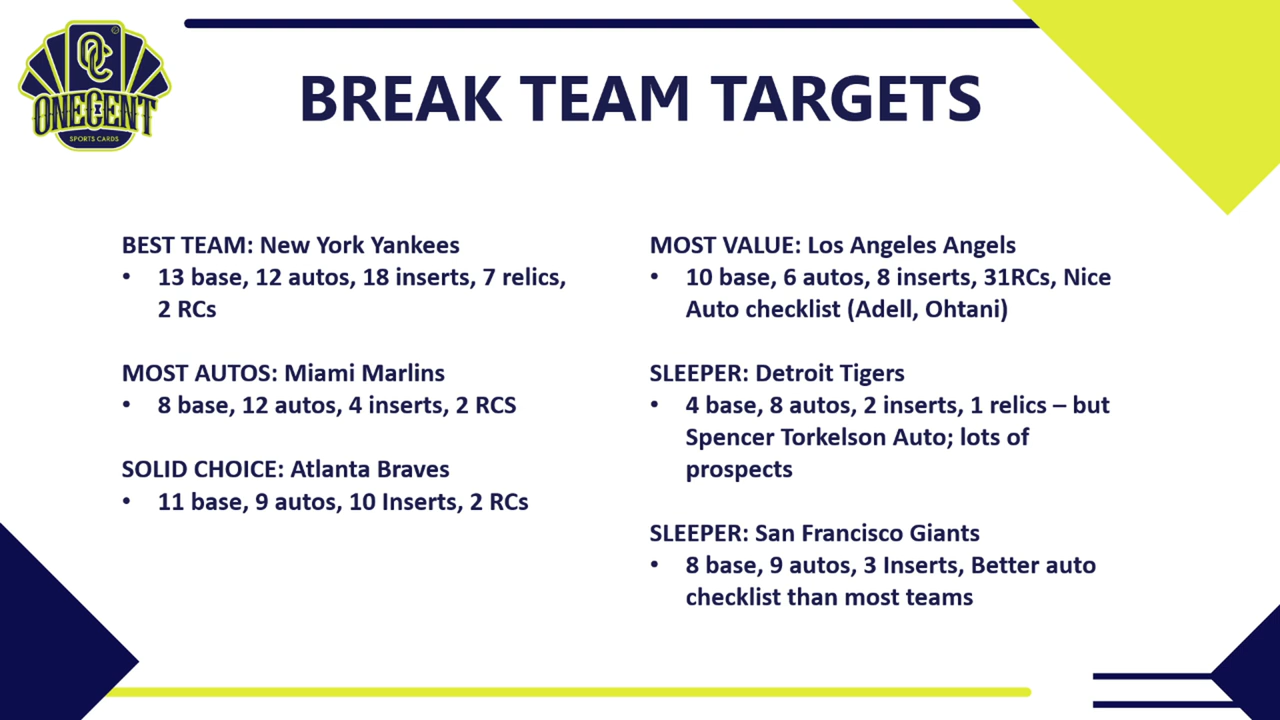 OC
ONECENT
SPORTS CARDS
BREAK TEAM TARGETS
BEST TEAM: New York Yankees
• 13 base, 12 autos, 18 inserts, 7 relics,
2 RCs
MOST AUTOS: Miami Marlins
• 8 base, 12 autos, 4 inserts, 2 RCS
SOLID CHOICE: Atlanta Braves
• 11 base, 9 autos, 10 Inserts, 2 RCs
MOST VALUE: Los Angeles Angels
• 10 base, 6 autos, 8 inserts, 31RCs, Nice
Auto checklist (Adell, Ohtani)
SLEEPER: Detroit Tigers
• 4 base, 8 autos, 2 inserts, 1 relics – but
Spencer Torkelson Auto; lots of
prospects
SLEEPER: San Francisco Giants
• 8 base, 9 autos, 3 Inserts, Better auto
checklist than most teams